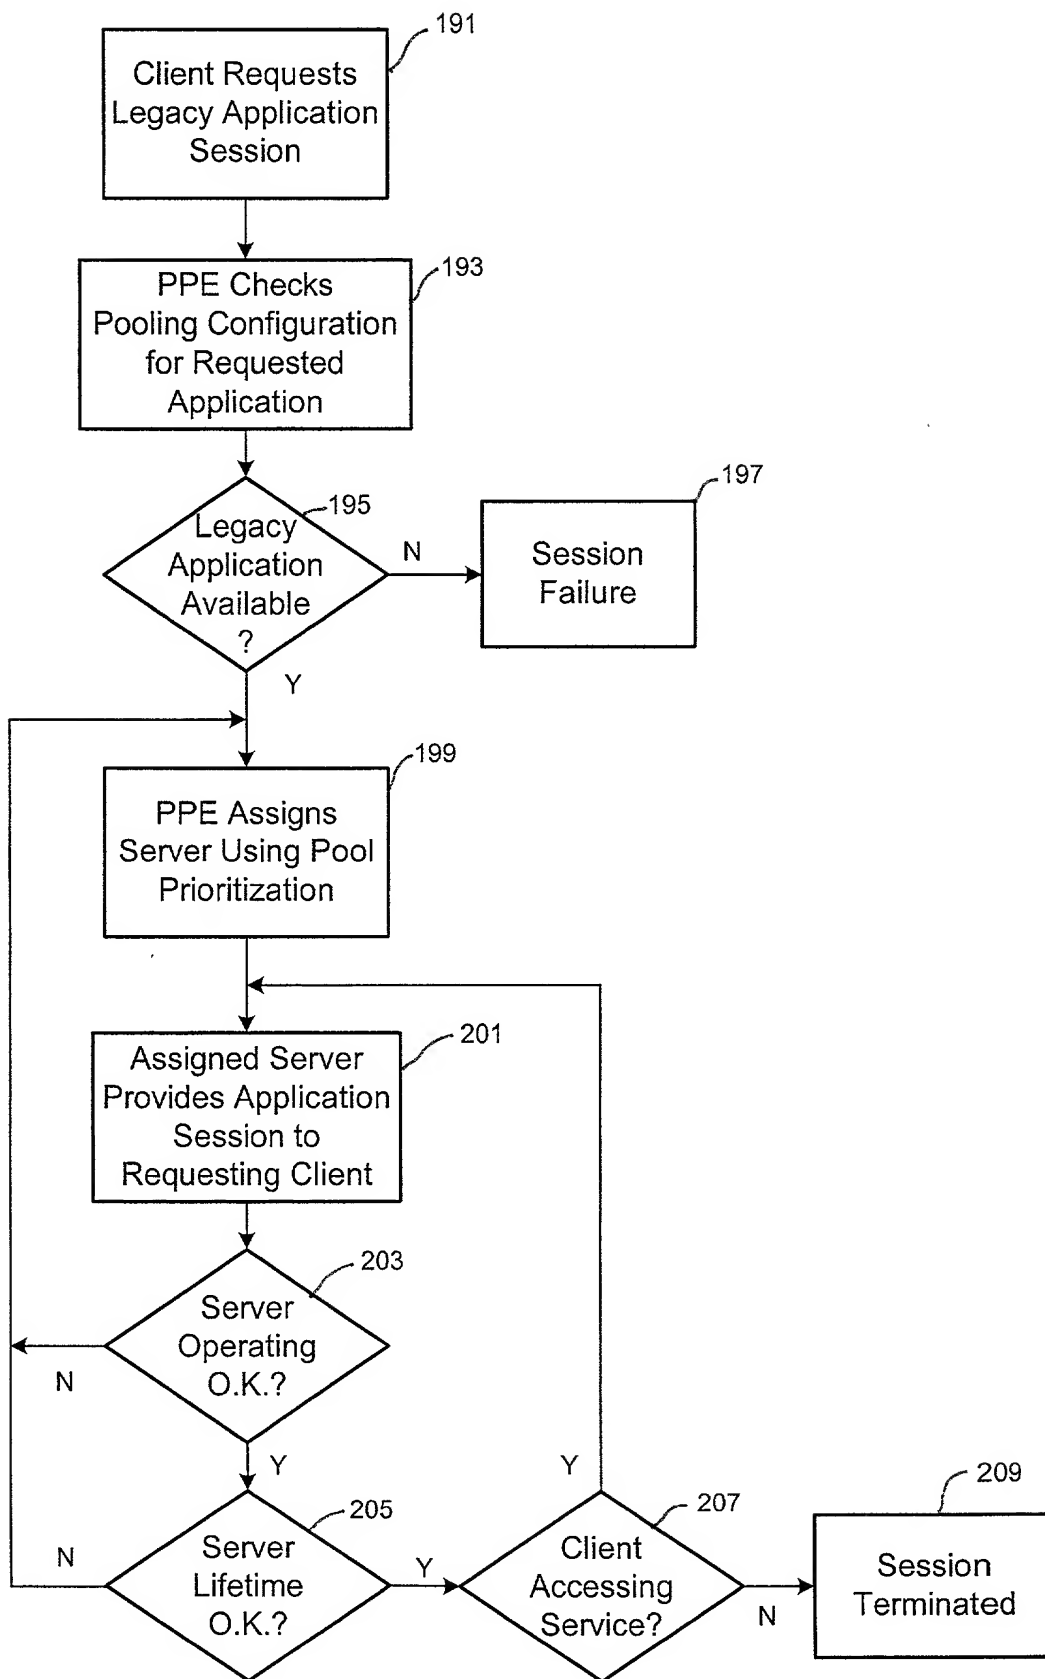 191
Client Requests
Legacy Application
Session
193
PPE Checks
Pooling Configuration
for Requested
Application
195
Legacy
Application
Available
?
N
Y
197
Session
Failure
199
PPE Assigns
Server Using Pool
Prioritization
201
Assigned Server
Provides Application
Session to
Requesting Client
203
Server
Operating
O.K.?
N
Y
205
Server
Lifetime
O.K.?
N
Y
207
Client
Accessing
Service?
Y
N
209
Session
Terminated